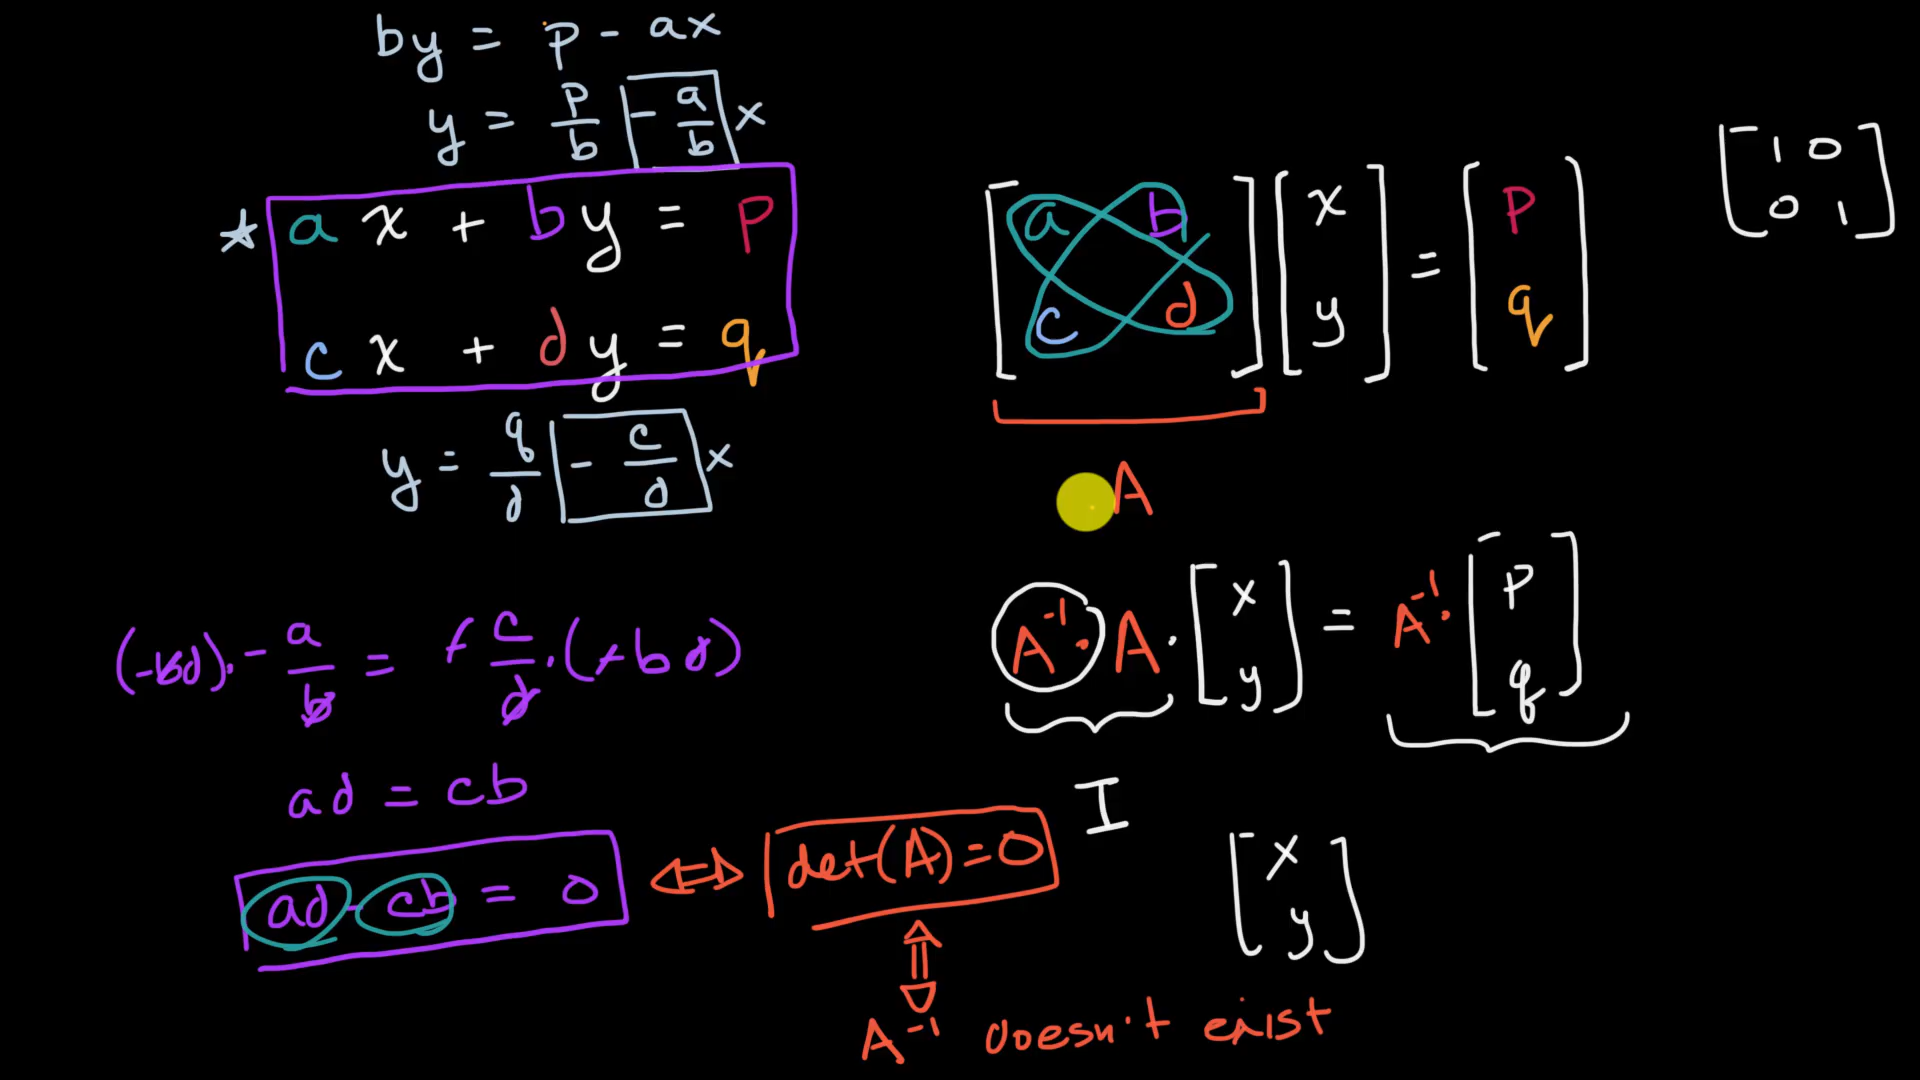 by = p - ax
y = p/b - a/b x
★ ax + by = p
cx + dy = q
y = q/d - c/d x
(-bd)· - a/b = + c/d · (+bd)
ad = cb
ad - cb = 0 ⇔ det(A)=0
A⁻¹ doesn't exist
[a b
c d] [x
y] = [p
q]
A
A⁻¹·A·[x
y] = A⁻¹·[p
q]
I
[x
y]
[1 0
0 1]